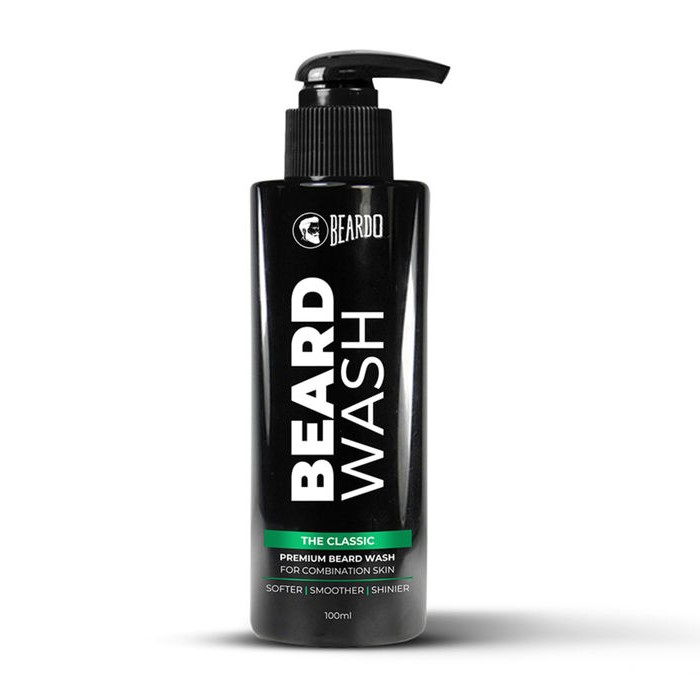 BEARDO
BEARD
WASH
THE CLASSIC
PREMIUM BEARD WASH
FOR COMBINATION SKIN
SOFTER | SMOOTHER | SHINIER
100ml